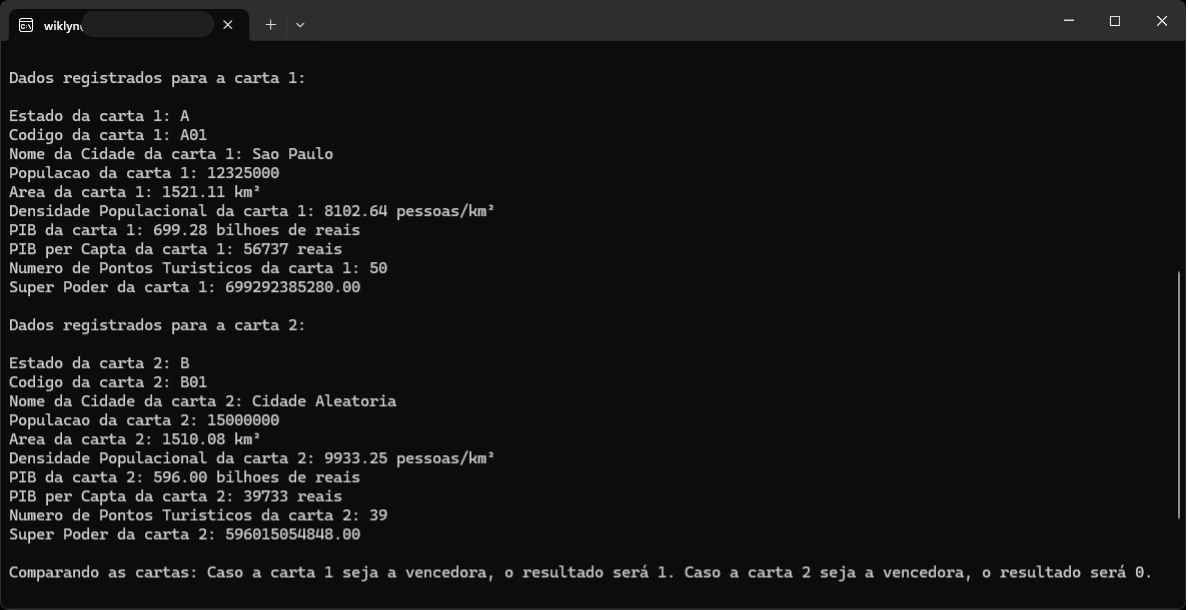 Dados registrados para a carta 1:
Estado da carta 1: A
Codigo da carta 1: A01
Nome da Cidade da carta 1: Sao Paulo
Populacao da carta 1: 12325000
Area da carta 1: 1521.11 km²
Densidade Populacional da carta 1: 8102.64 pessoas/km²
PIB da carta 1: 699.28 bilhoes de reais
PIB per Capta da carta 1: 56737 reais
Numero de Pontos Turisticos da carta 1: 50
Super Poder da carta 1: 699292385280.00
Dados registrados para a carta 2:
Estado da carta 2: B
Codigo da carta 2: B01
Nome da Cidade da carta 2: Cidade Aleatoria
Populacao da carta 2: 15000000
Area da carta 2: 1510.08 km²
Densidade Populacional da carta 2: 9933.25 pessoas/km²
PIB da carta 2: 596.00 bilhoes de reais
PIB per Capta da carta 2: 39733 reais
Numero de Pontos Turisticos da carta 2: 39
Super Poder da carta 2: 596015054848.00
Comparando as cartas: Caso a carta 1 seja a vencedora, o resultado será 1. Caso a carta 2 seja a vencedora, o resultado será 0.